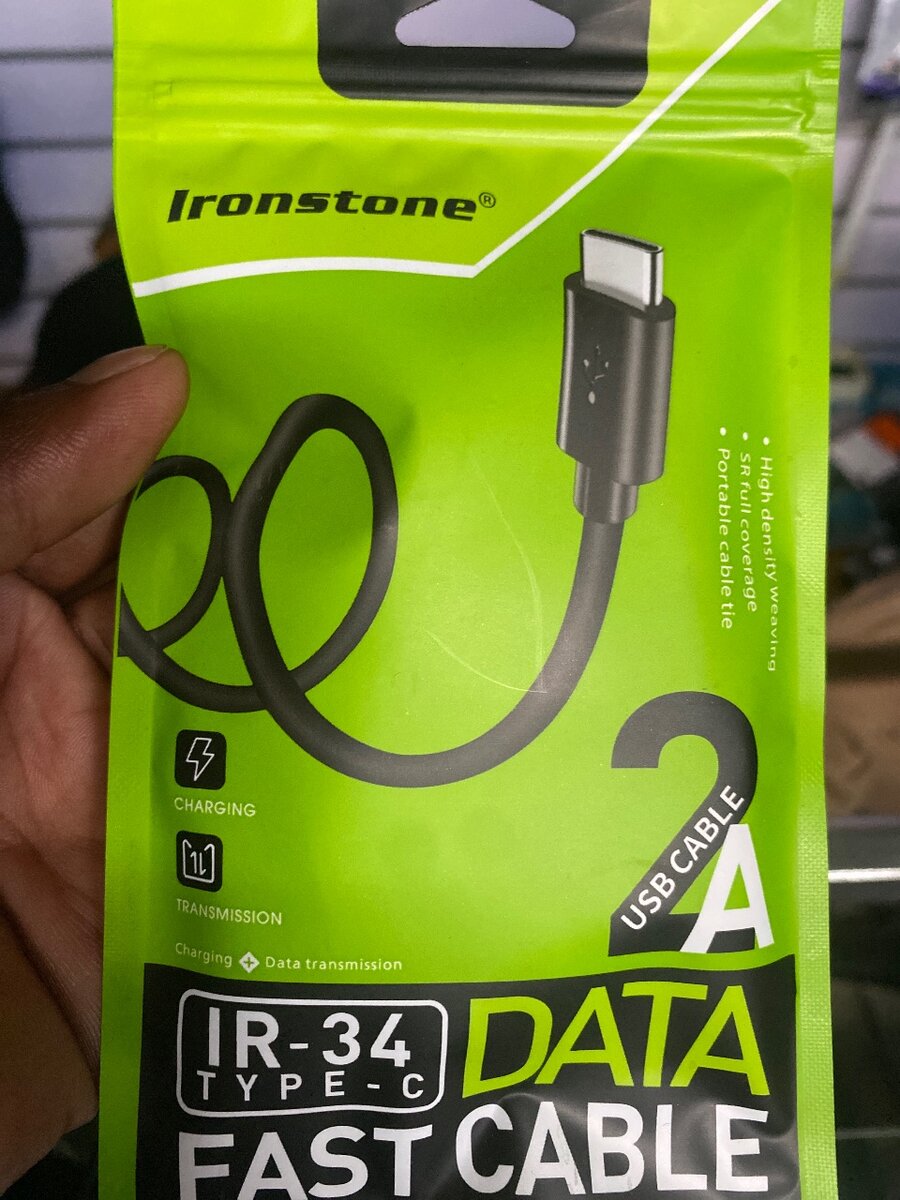 Ironstone®
• High density weaving
• SR full coverage
• Portable cable tie
2A
USB CABLE
CHARGING
TRANSMISSION
Charging + Data transmission
IR-34
TYPE-C
DATA
FAST CABLE